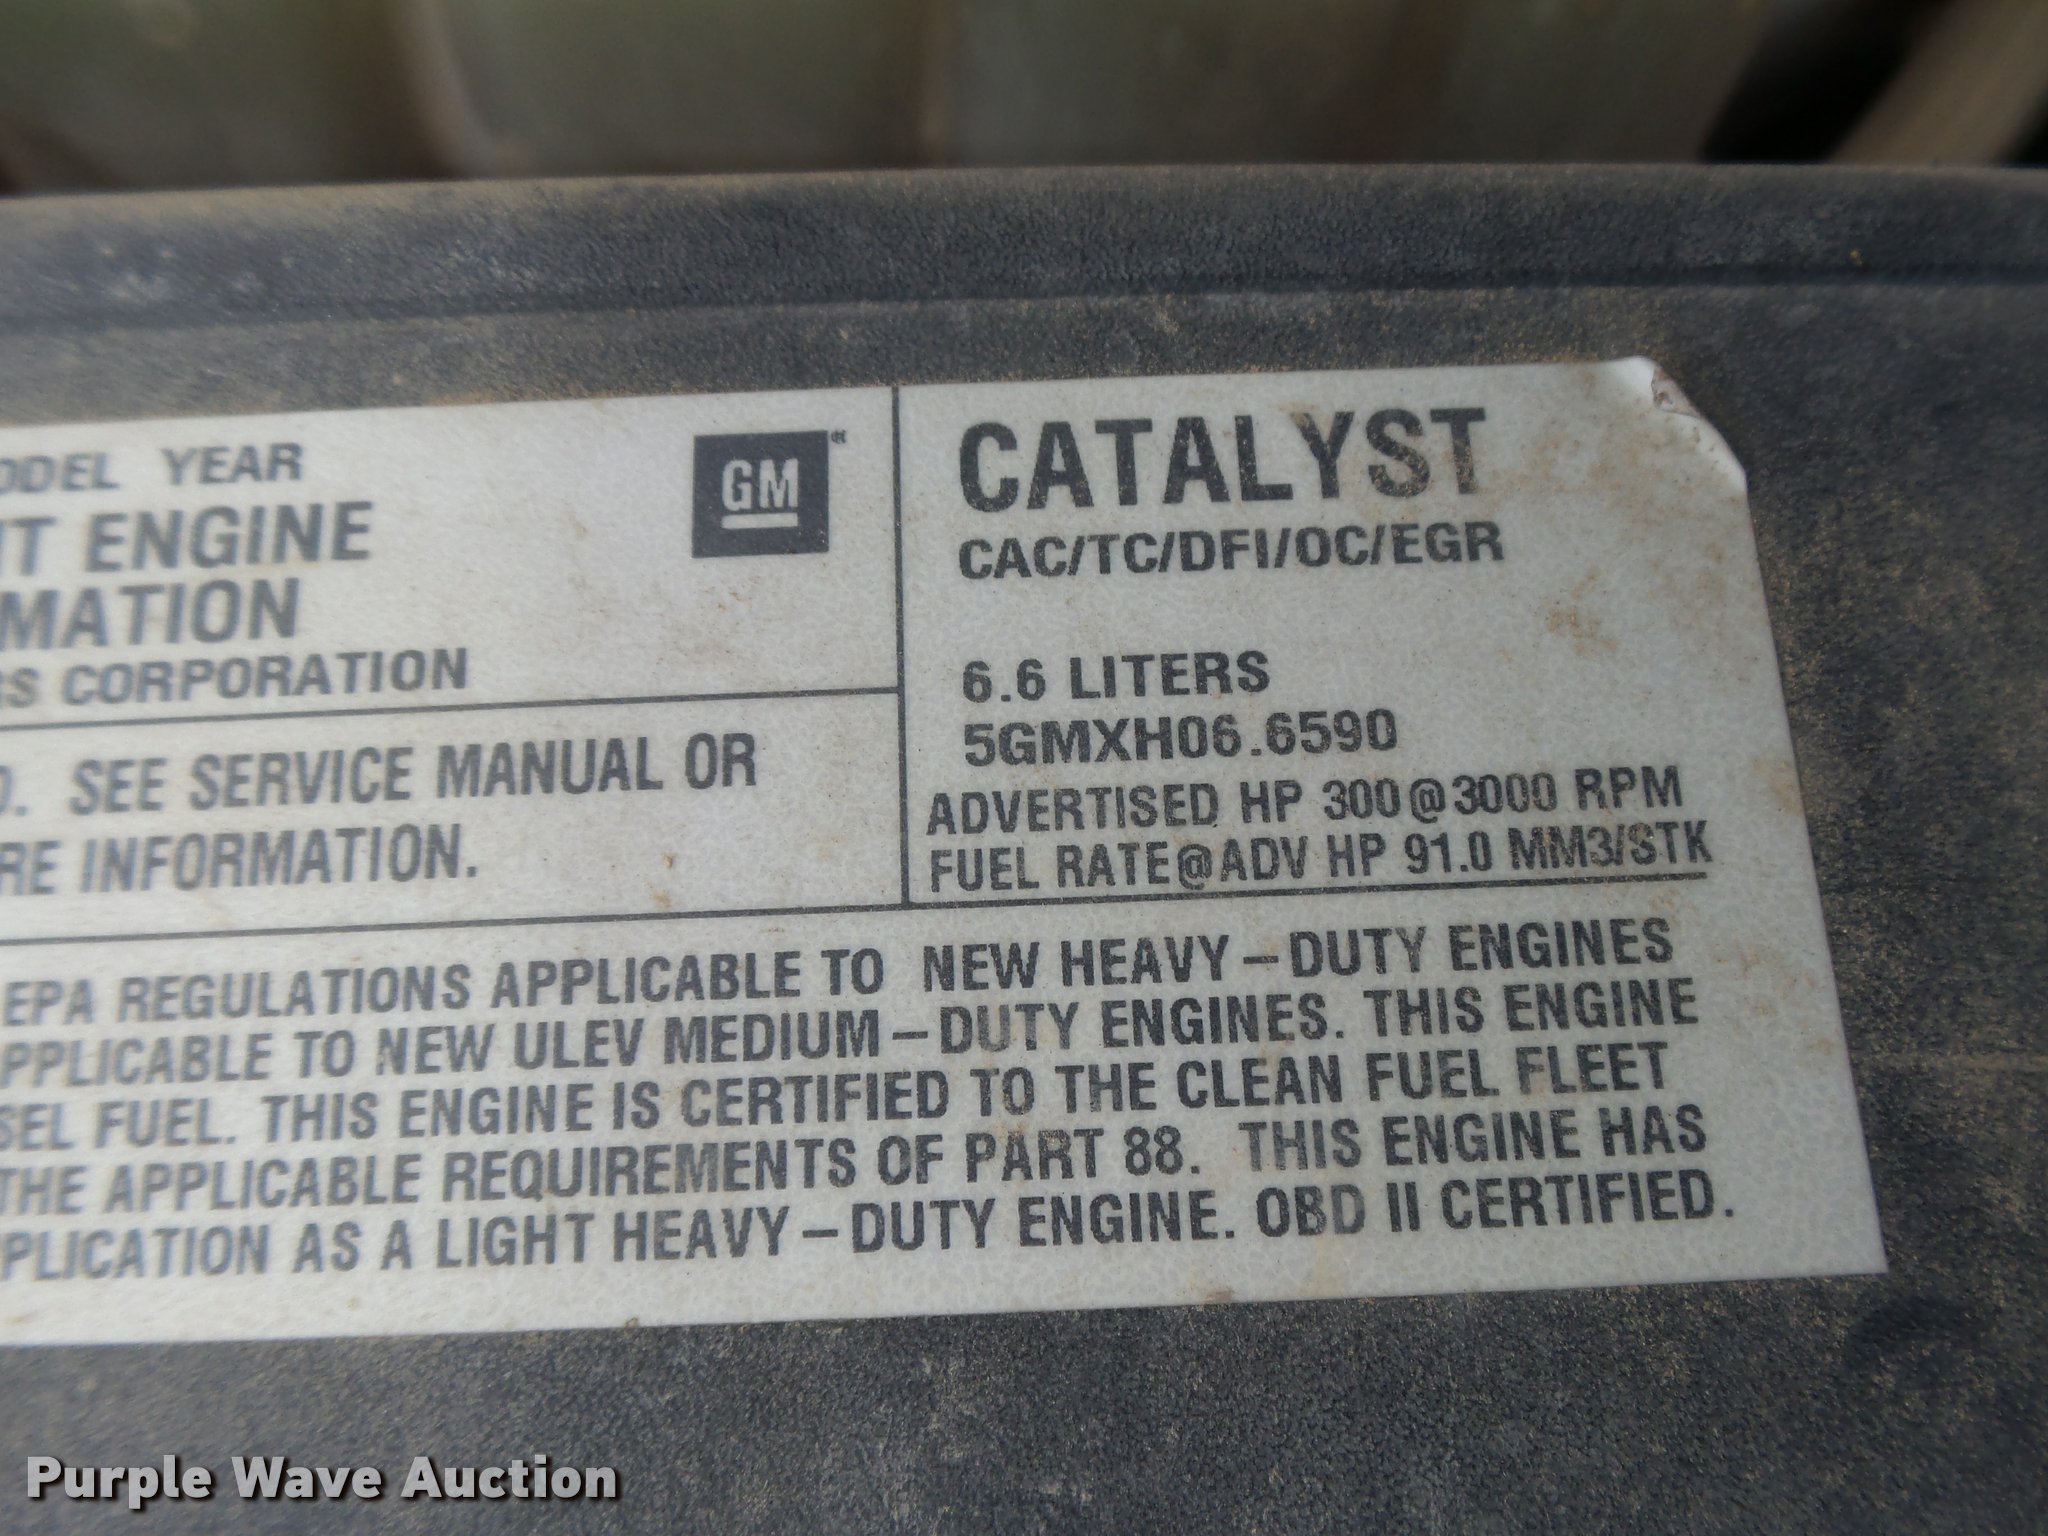 MODEL YEAR
ENGINE
CORPORATION
GM
CATALYST
CAC/TC/DFI/OC/EGR
6.6 LITERS
5GMXH06.6590
ADVERTISED HP 300@3000 RPM
FUEL RATE@ADV HP 91.0 MM3/STK
SEE SERVICE MANUAL OR
RE INFORMATION.
EPA REGULATIONS APPLICABLE TO NEW HEAVY-DUTY ENGINES
PPLICABLE TO NEW ULEV MEDIUM-DUTY ENGINES. THIS ENGINE
SEL FUEL. THIS ENGINE IS CERTIFIED TO THE CLEAN FUEL FLEET
THE APPLICABLE REQUIREMENTS OF PART 88. THIS ENGINE HAS
PLICATION AS A LIGHT HEAVY-DUTY ENGINE. OBD II CERTIFIED.
Purple Wave Auction